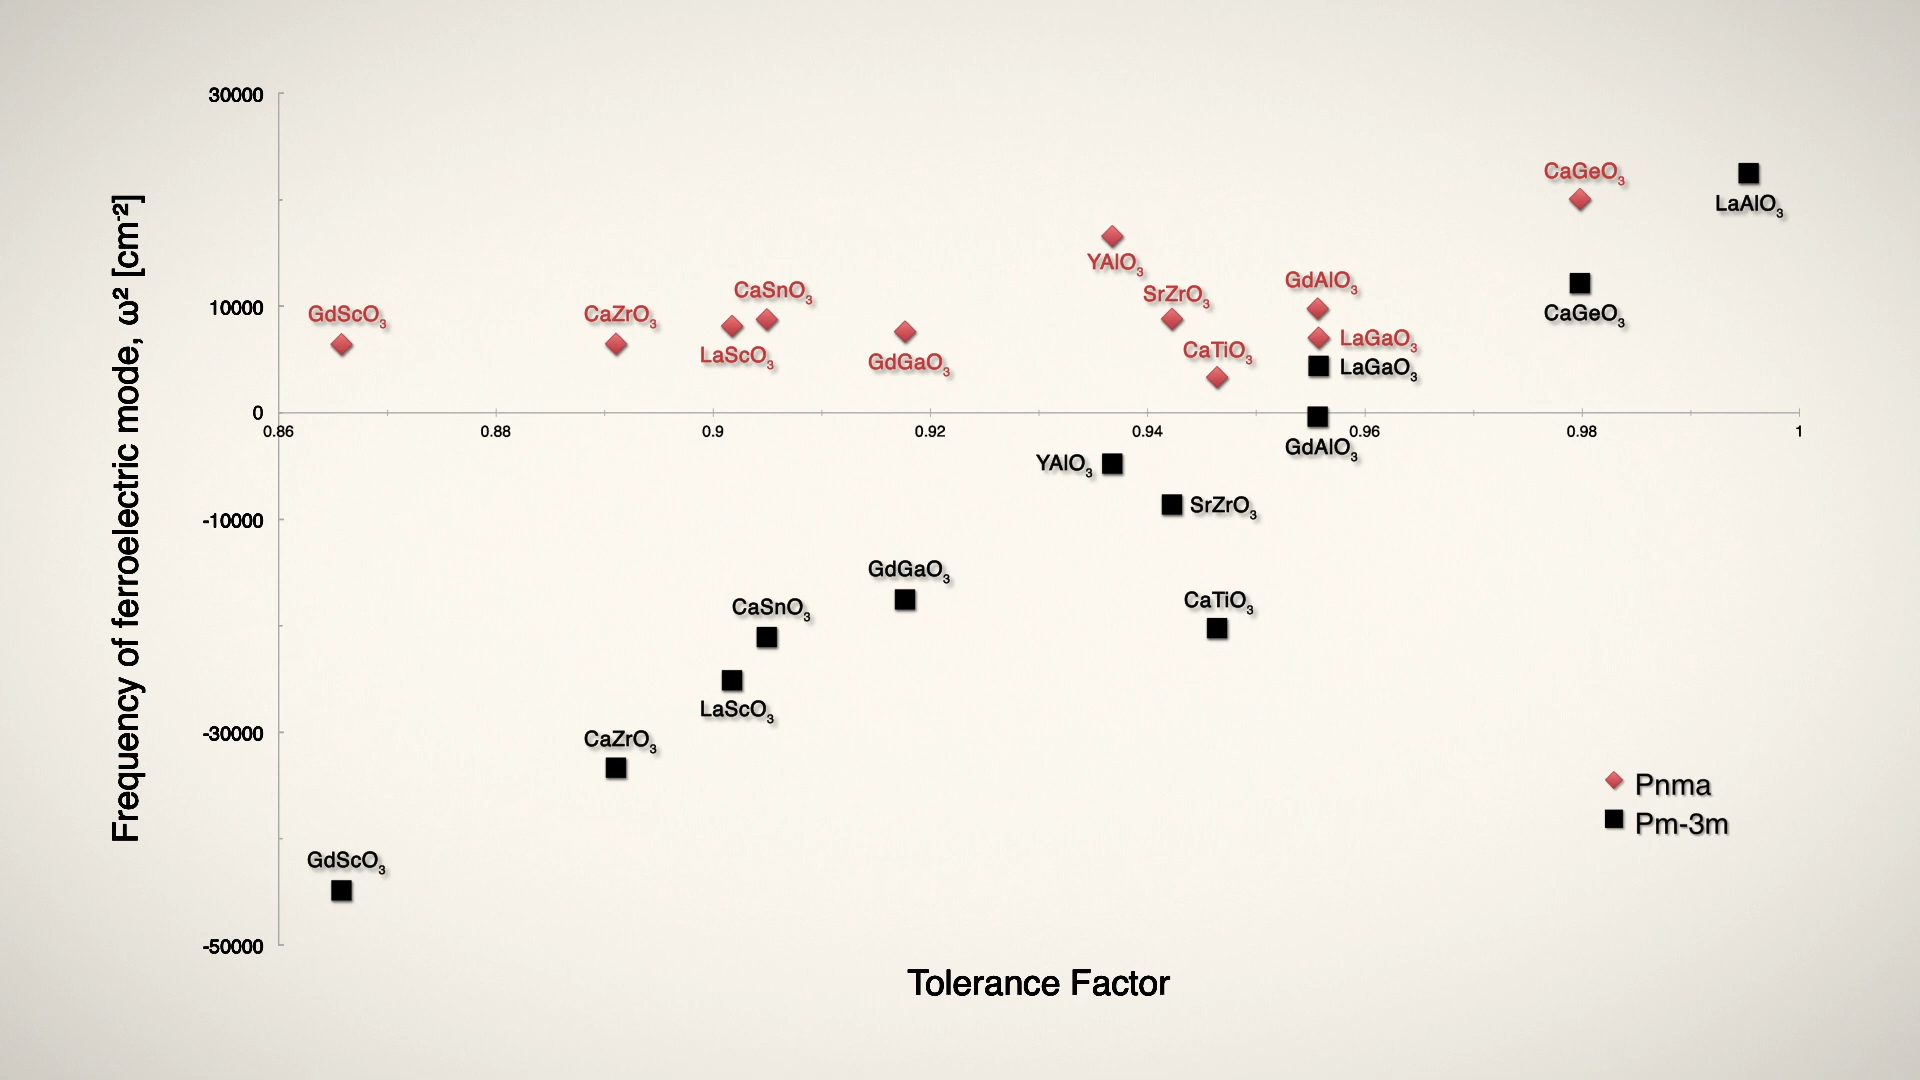 30000
CaGeO₃
LaAlO₃
YAlO₃
GdAlO₃
CaSnO₃
SrZrO₃
10000
GdScO₃
CaZrO₃
LaGaO₃
LaScO₃
CaTiO₃
GdGaO₃
CaGeO₃
LaGaO₃
0
0.86
0.88
0.9
0.92
0.94
0.96
0.98
1
GdAlO₃
YAlO₃
SrZrO₃
-10000
GdGaO₃
CaSnO₃
CaTiO₃
LaScO₃
-30000
CaZrO₃
GdScO₃
-50000
Frequency of ferroelectric mode, ω² [cm⁻²]
Tolerance Factor
Pnma
Pm-3m